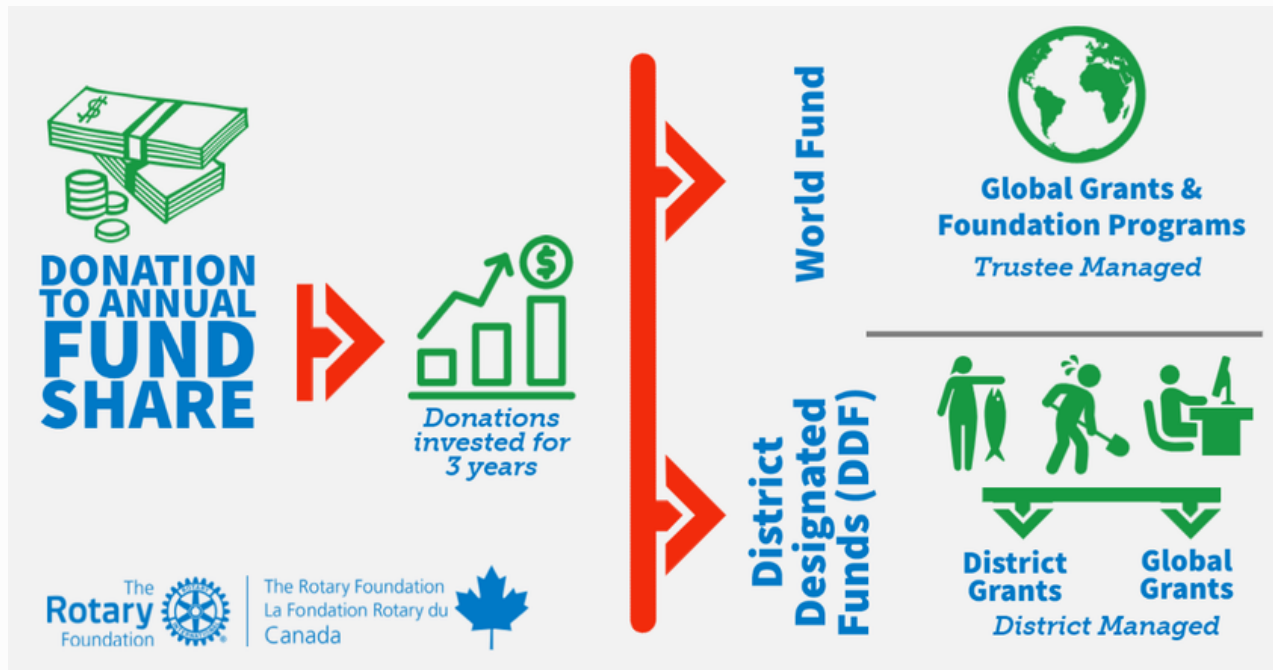 DONATION
TO ANNUAL
FUND
SHARE
Donations
invested for
3 years
World Fund
Global Grants &
Foundation Programs
Trustee Managed
District
Designated
Funds (DDF)
District
Grants
Global
Grants
District Managed
The
Rotary
Foundation
The Rotary Foundation
La Fondation Rotary du
Canada